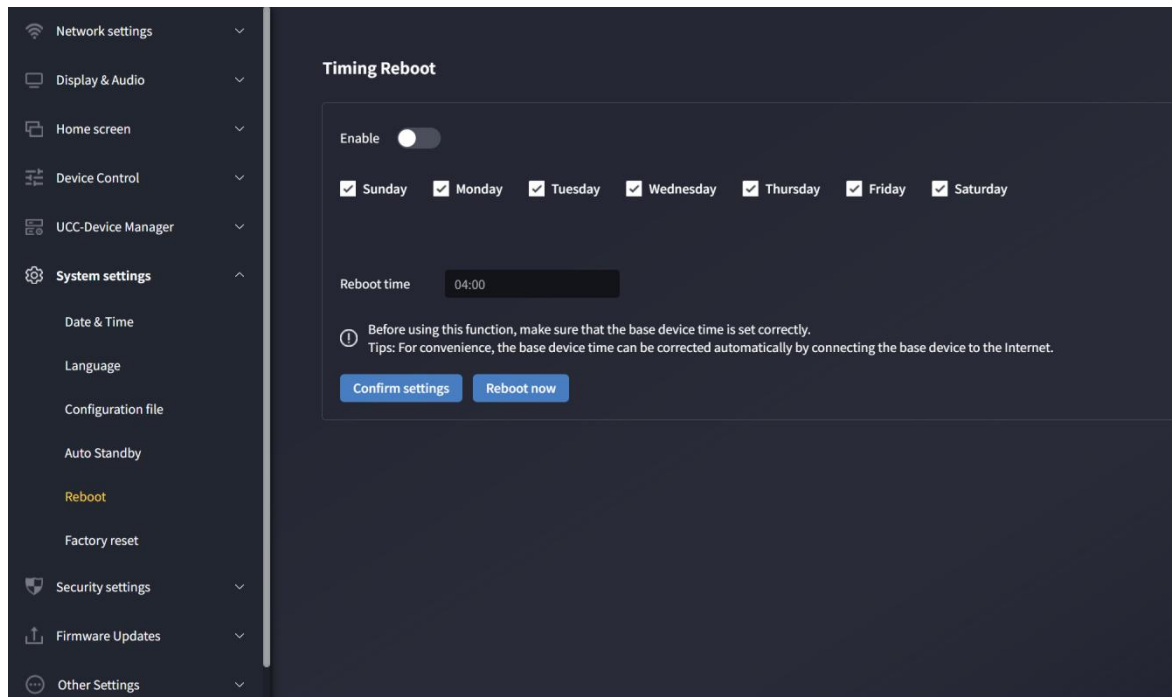 Network settings
Display & Audio
Home screen
Device Control
UCC-Device Manager
System settings
Date & Time
Language
Configuration file
Auto Standby
Reboot
Factory reset
Security settings
Firmware Updates
Other Settings
Timing Reboot
Enable
Sunday Monday Tuesday Wednesday Thursday Friday Saturday
Reboot time 04:00
Before using this function, make sure that the base device time is set correctly.
Tips: For convenience, the base device time can be corrected automatically by connecting the base device to the Internet.
Confirm settings Reboot now